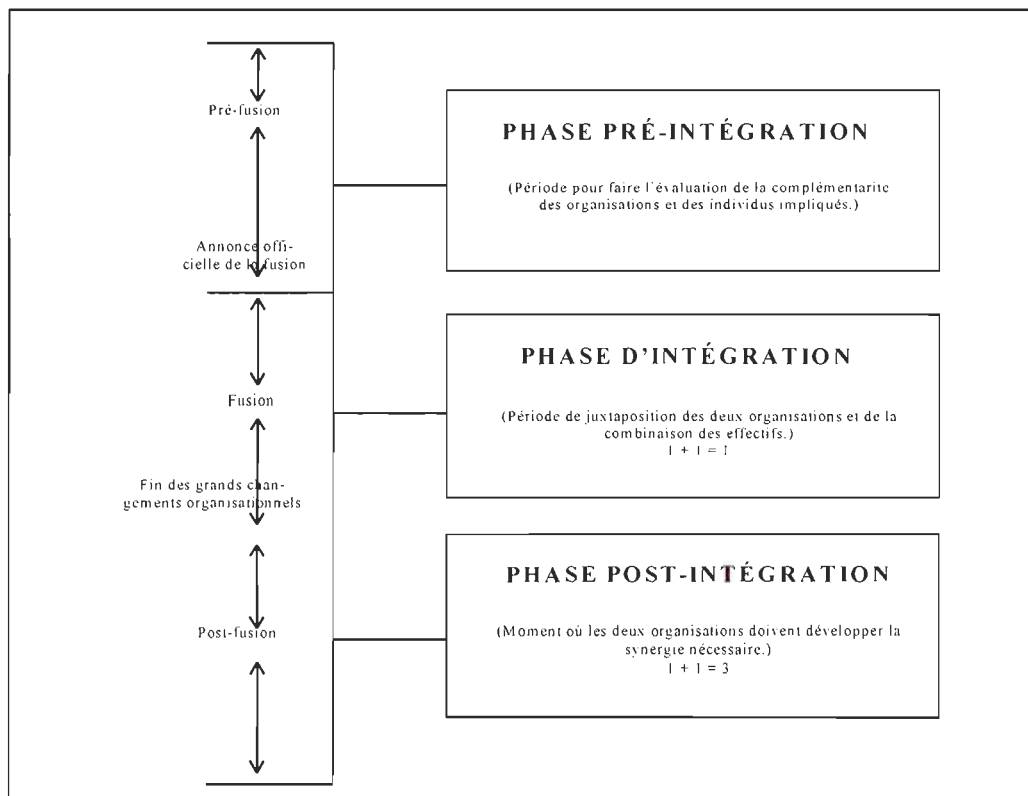 Pré-fusion
Annonce offi-
cielle de la fusion
Fusion
Fin des grands chan-
gements organisationnels
Post-fusion
PHASE PRÉ-INTÉGRATION
(Période pour faire l'évaluation de la complémentarite
des organisations et des individus impliqués.)
PHASE D'INTÉGRATION
(Période de juxtaposition des deux organisations et de la
combinaison des effectifs.)
1 + 1 = 1
PHASE POST-INTÉGRATION
(Moment où les deux organisations doivent développer la
synergie nécessaire.)
1 + 1 = 3